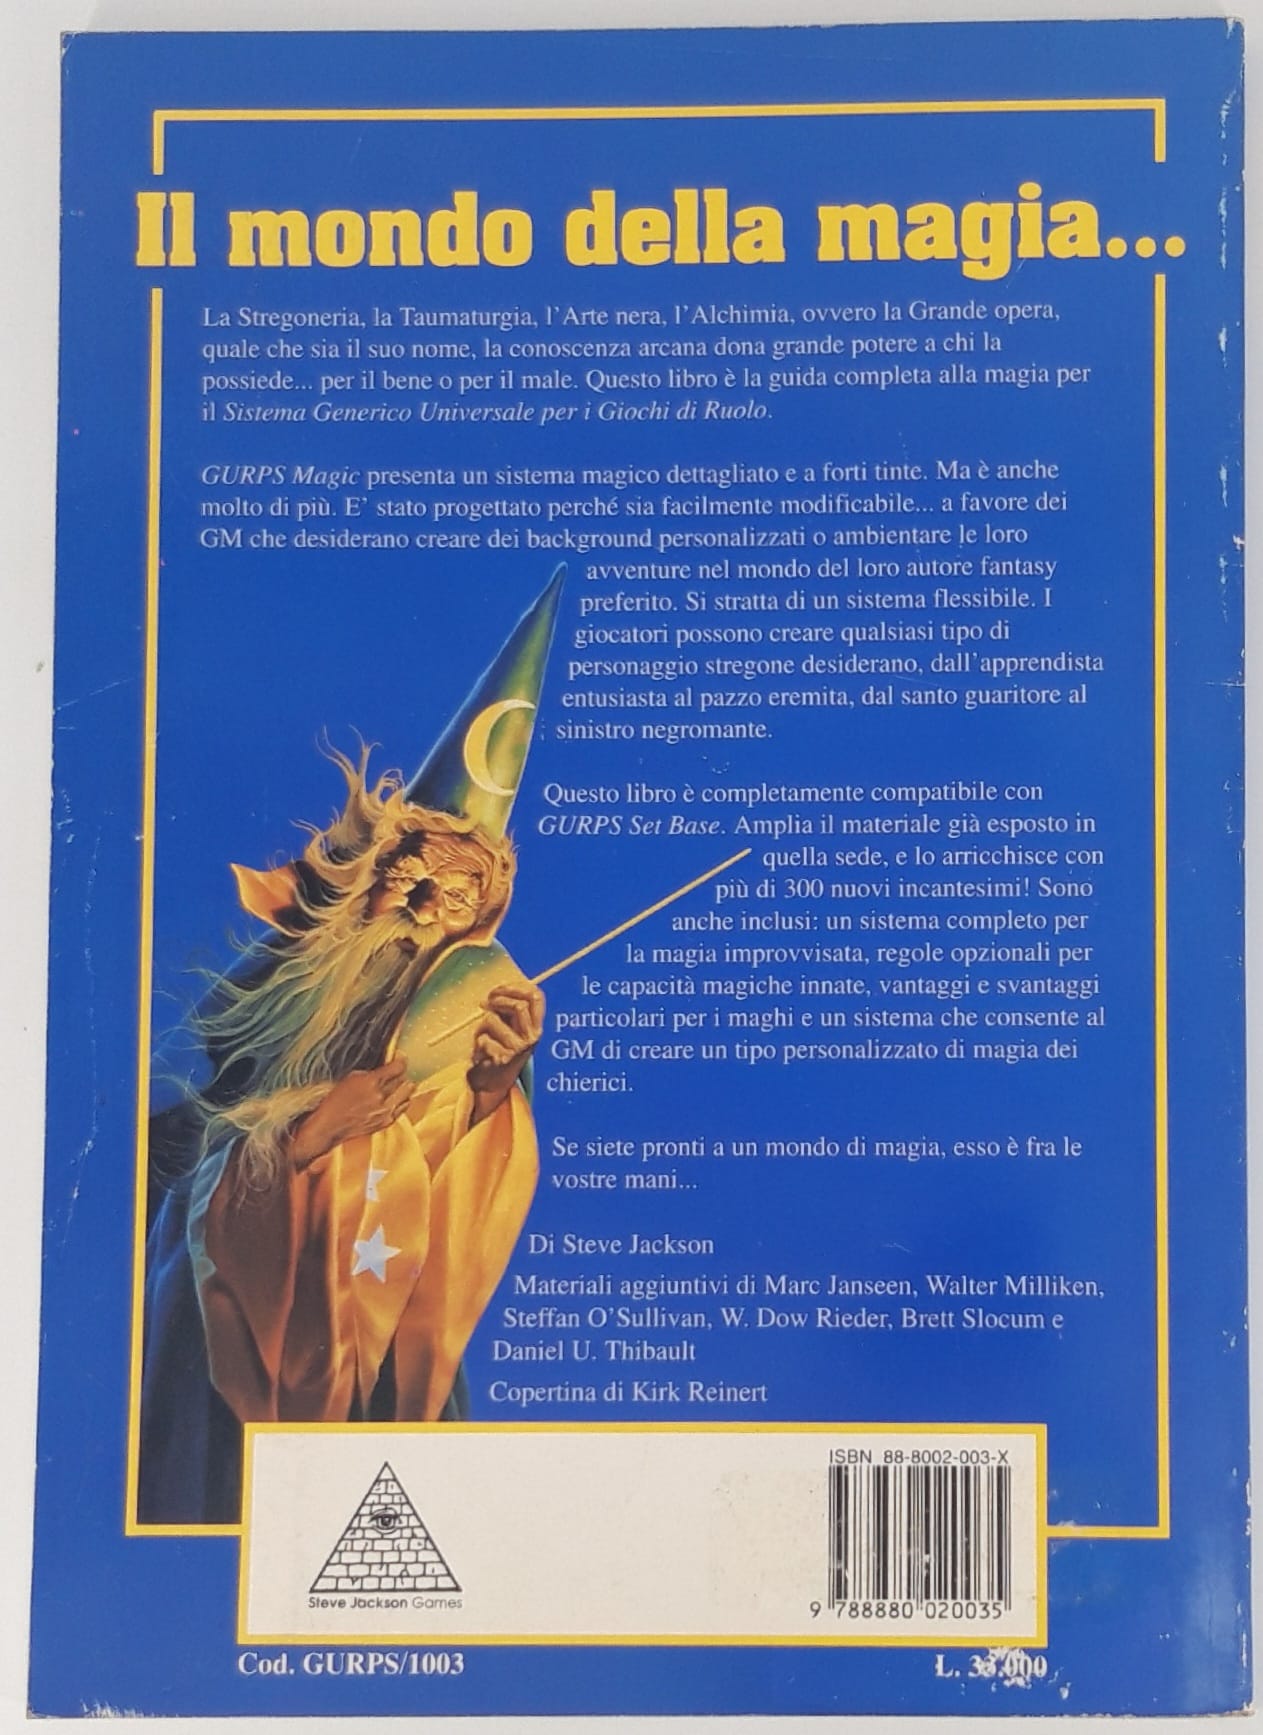 Il mondo della magia...
La Stregoneria, la Taumaturgia, l'Arte nera, l'Alchimia, ovvero la Grande opera,
quale che sia il suo nome, la conoscenza arcana dona grande potere a chi la
possiede... per il bene o per il male. Questo libro è la guida completa alla magia per
il Sistema Generico Universale per i Giochi di Ruolo.
GURPS Magic presenta un sistema magico dettagliato e a forti tinte. Ma è anche
molto di più. E' stato progettato perché sia facilmente modificabile... a favore dei
GM che desiderano creare dei background personalizzati o ambientare le loro
avventure nel mondo del loro autore fantasy
preferito. Si stratta di un sistema flessibile. I
giocatori possono creare qualsiasi tipo di
personaggio stregone desiderano, dall'apprendista
entusiasta al pazzo eremita, dal santo guaritore al
sinistro negromante.
Questo libro è completamente compatibile con
GURPS Set Base. Amplia il materiale già esposto in
quella sede, e lo arricchisce con
più di 300 nuovi incantesimi! Sono
anche inclusi: un sistema completo per
la magia improvvisata, regole opzionali per
le capacità magiche innate, vantaggi e svantaggi
particolari per i maghi e un sistema che consente al
GM di creare un tipo personalizzato di magia dei
chierici.
Se siete pronti a un mondo di magia, esso è fra le
vostre mani...
Di Steve Jackson
Materiali aggiuntivi di Marc Janseen, Walter Milliken,
Steffan O'Sullivan, W. Dow Rieder, Brett Slocum e
Daniel U. Thibault
Copertina di Kirk Reinert
ISBN 88-8002-003-X
Steve Jackson Games
9 788880 020035
Cod. GURPS/1003
L.